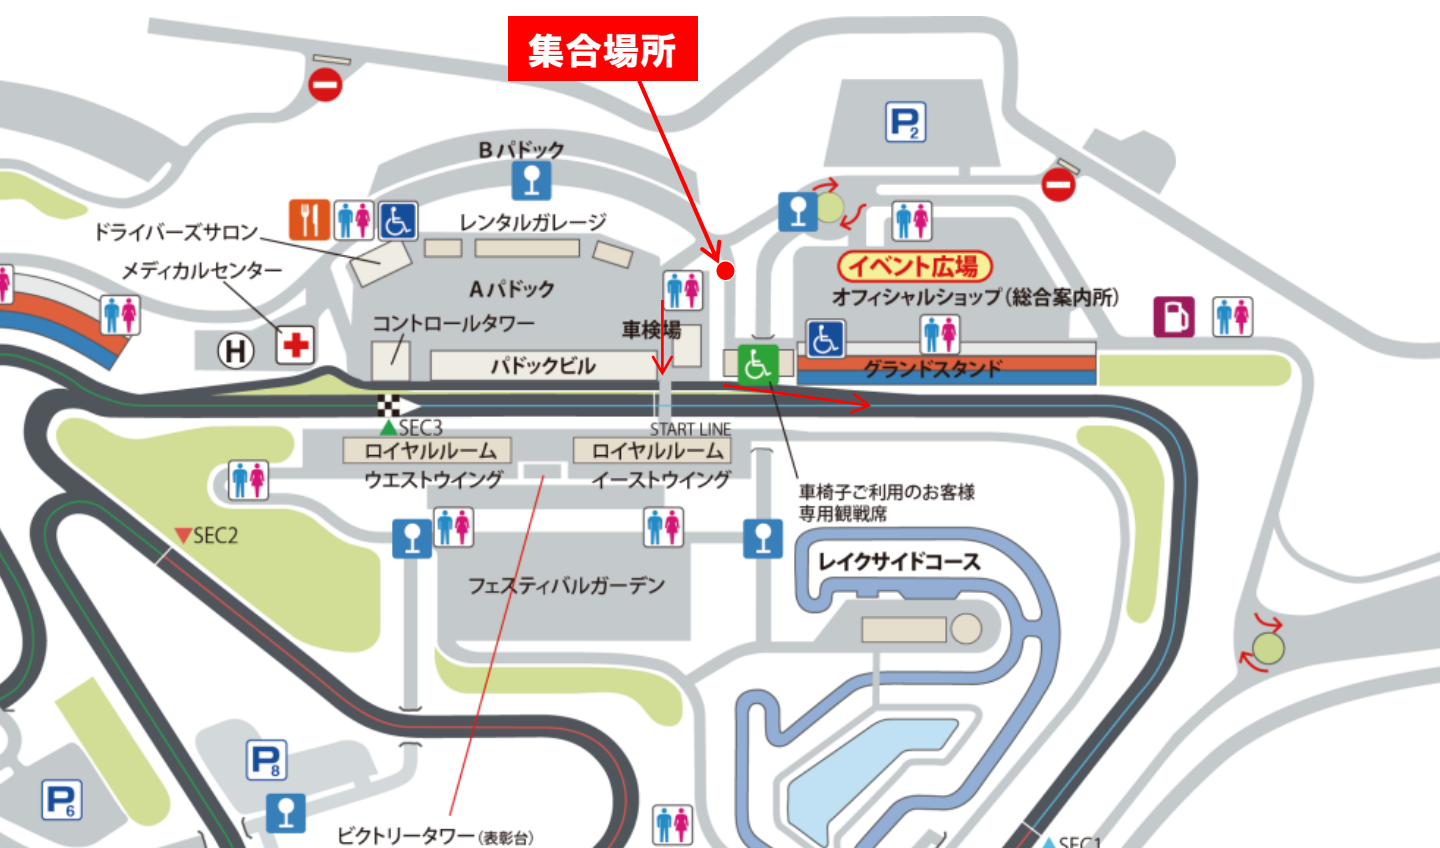 集合場所
P2
Bパドック
レンタルガレージ
ドライバーズサロン
メディカルセンター
Aパドック
イベント広場
オフィシャルショップ(総合案内所)
コントロールタワー
車検場
H
パドックビル
グランドスタンド
SEC3
START LINE
ロイヤルルーム
ウエストウイング
ロイヤルルーム
イーストウイング
車椅子ご利用のお客様
専用観戦席
SEC2
レイクサイドコース
フェスティバルガーデン
P8
P6
ビクトリータワー(表彰台)
SEC1